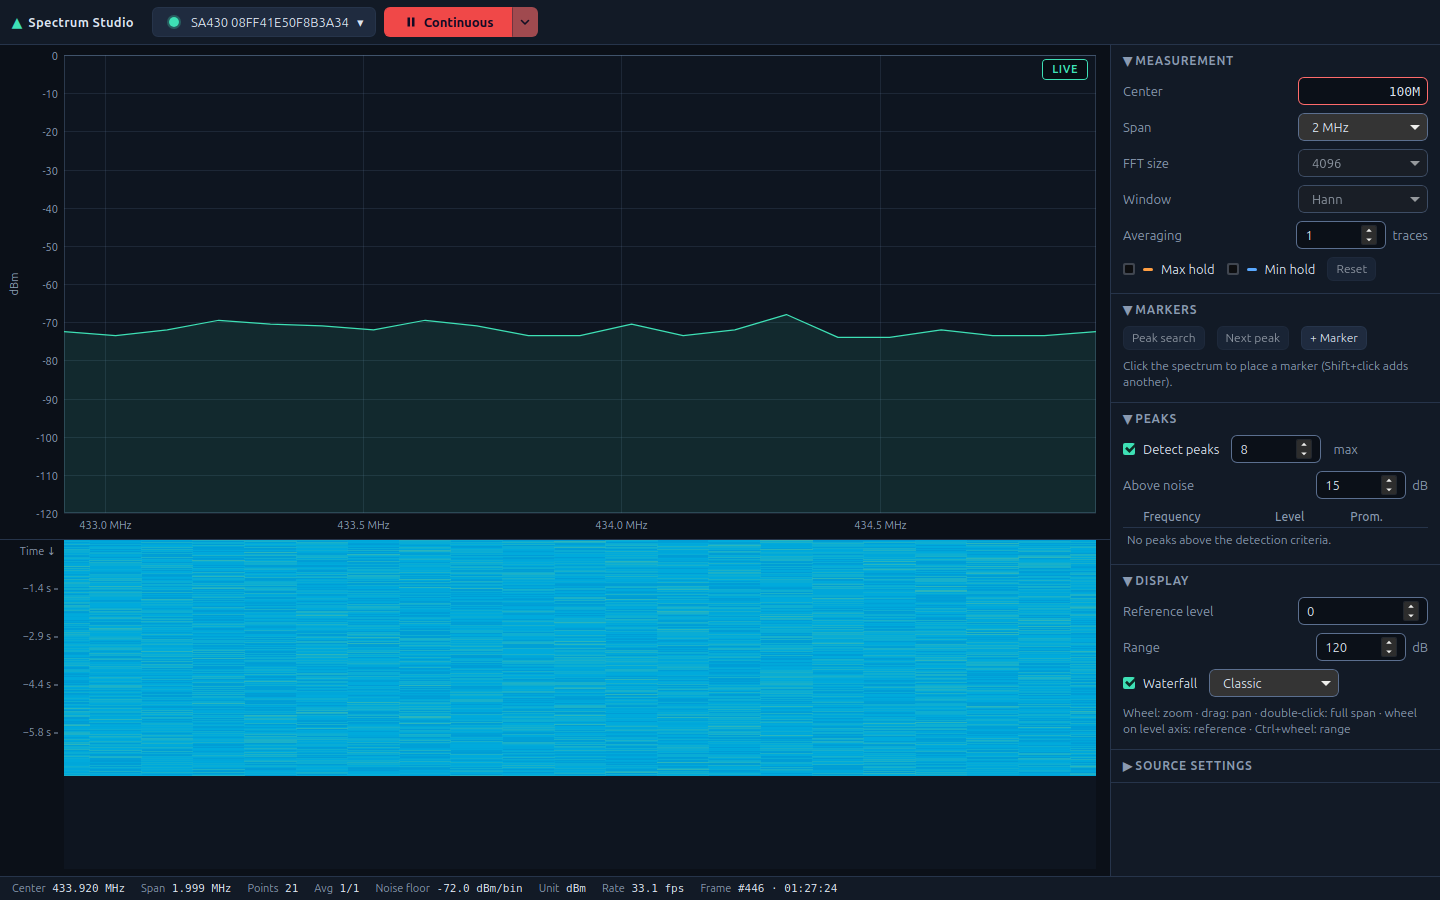 ▲ Spectrum Studio
SA430 08FF41E50F8B3A34 ▾
Continuous
0
-10
-20
-30
-40
-50
-60
-70
-80
-90
-100
-110
-120
dBm
LIVE
433.0 MHz 433.5 MHz 434.0 MHz 434.5 MHz
Time ↓
−1.4 s
−2.9 s
−4.4 s
−5.8 s
▼ MEASUREMENT
Center 100M
Span 2 MHz
FFT size 4096
Window Hann
Averaging 1 traces
Max hold Min hold Reset
▼ MARKERS
Peak search Next peak + Marker
Click the spectrum to place a marker (Shift+click adds
another).
▼ PEAKS
Detect peaks 8 max
Above noise 15 dB
Frequency Level Prom.
No peaks above the detection criteria.
▼ DISPLAY
Reference level 0
Range 120 dB
Waterfall Classic
Wheel: zoom · drag: pan · double-click: full span · wheel
on level axis: reference · Ctrl+wheel: range
▶ SOURCE SETTINGS
Center 433.920 MHz Span 1.999 MHz Points 21 Avg 1/1 Noise floor -72.0 dBm/bin Unit dBm Rate 33.1 fps Frame #446 · 01:27:24